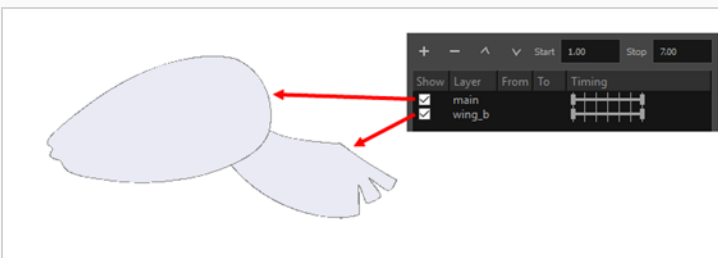 Start 1.00 Stop 7.00
Show Layer From To Timing
main
wing_b